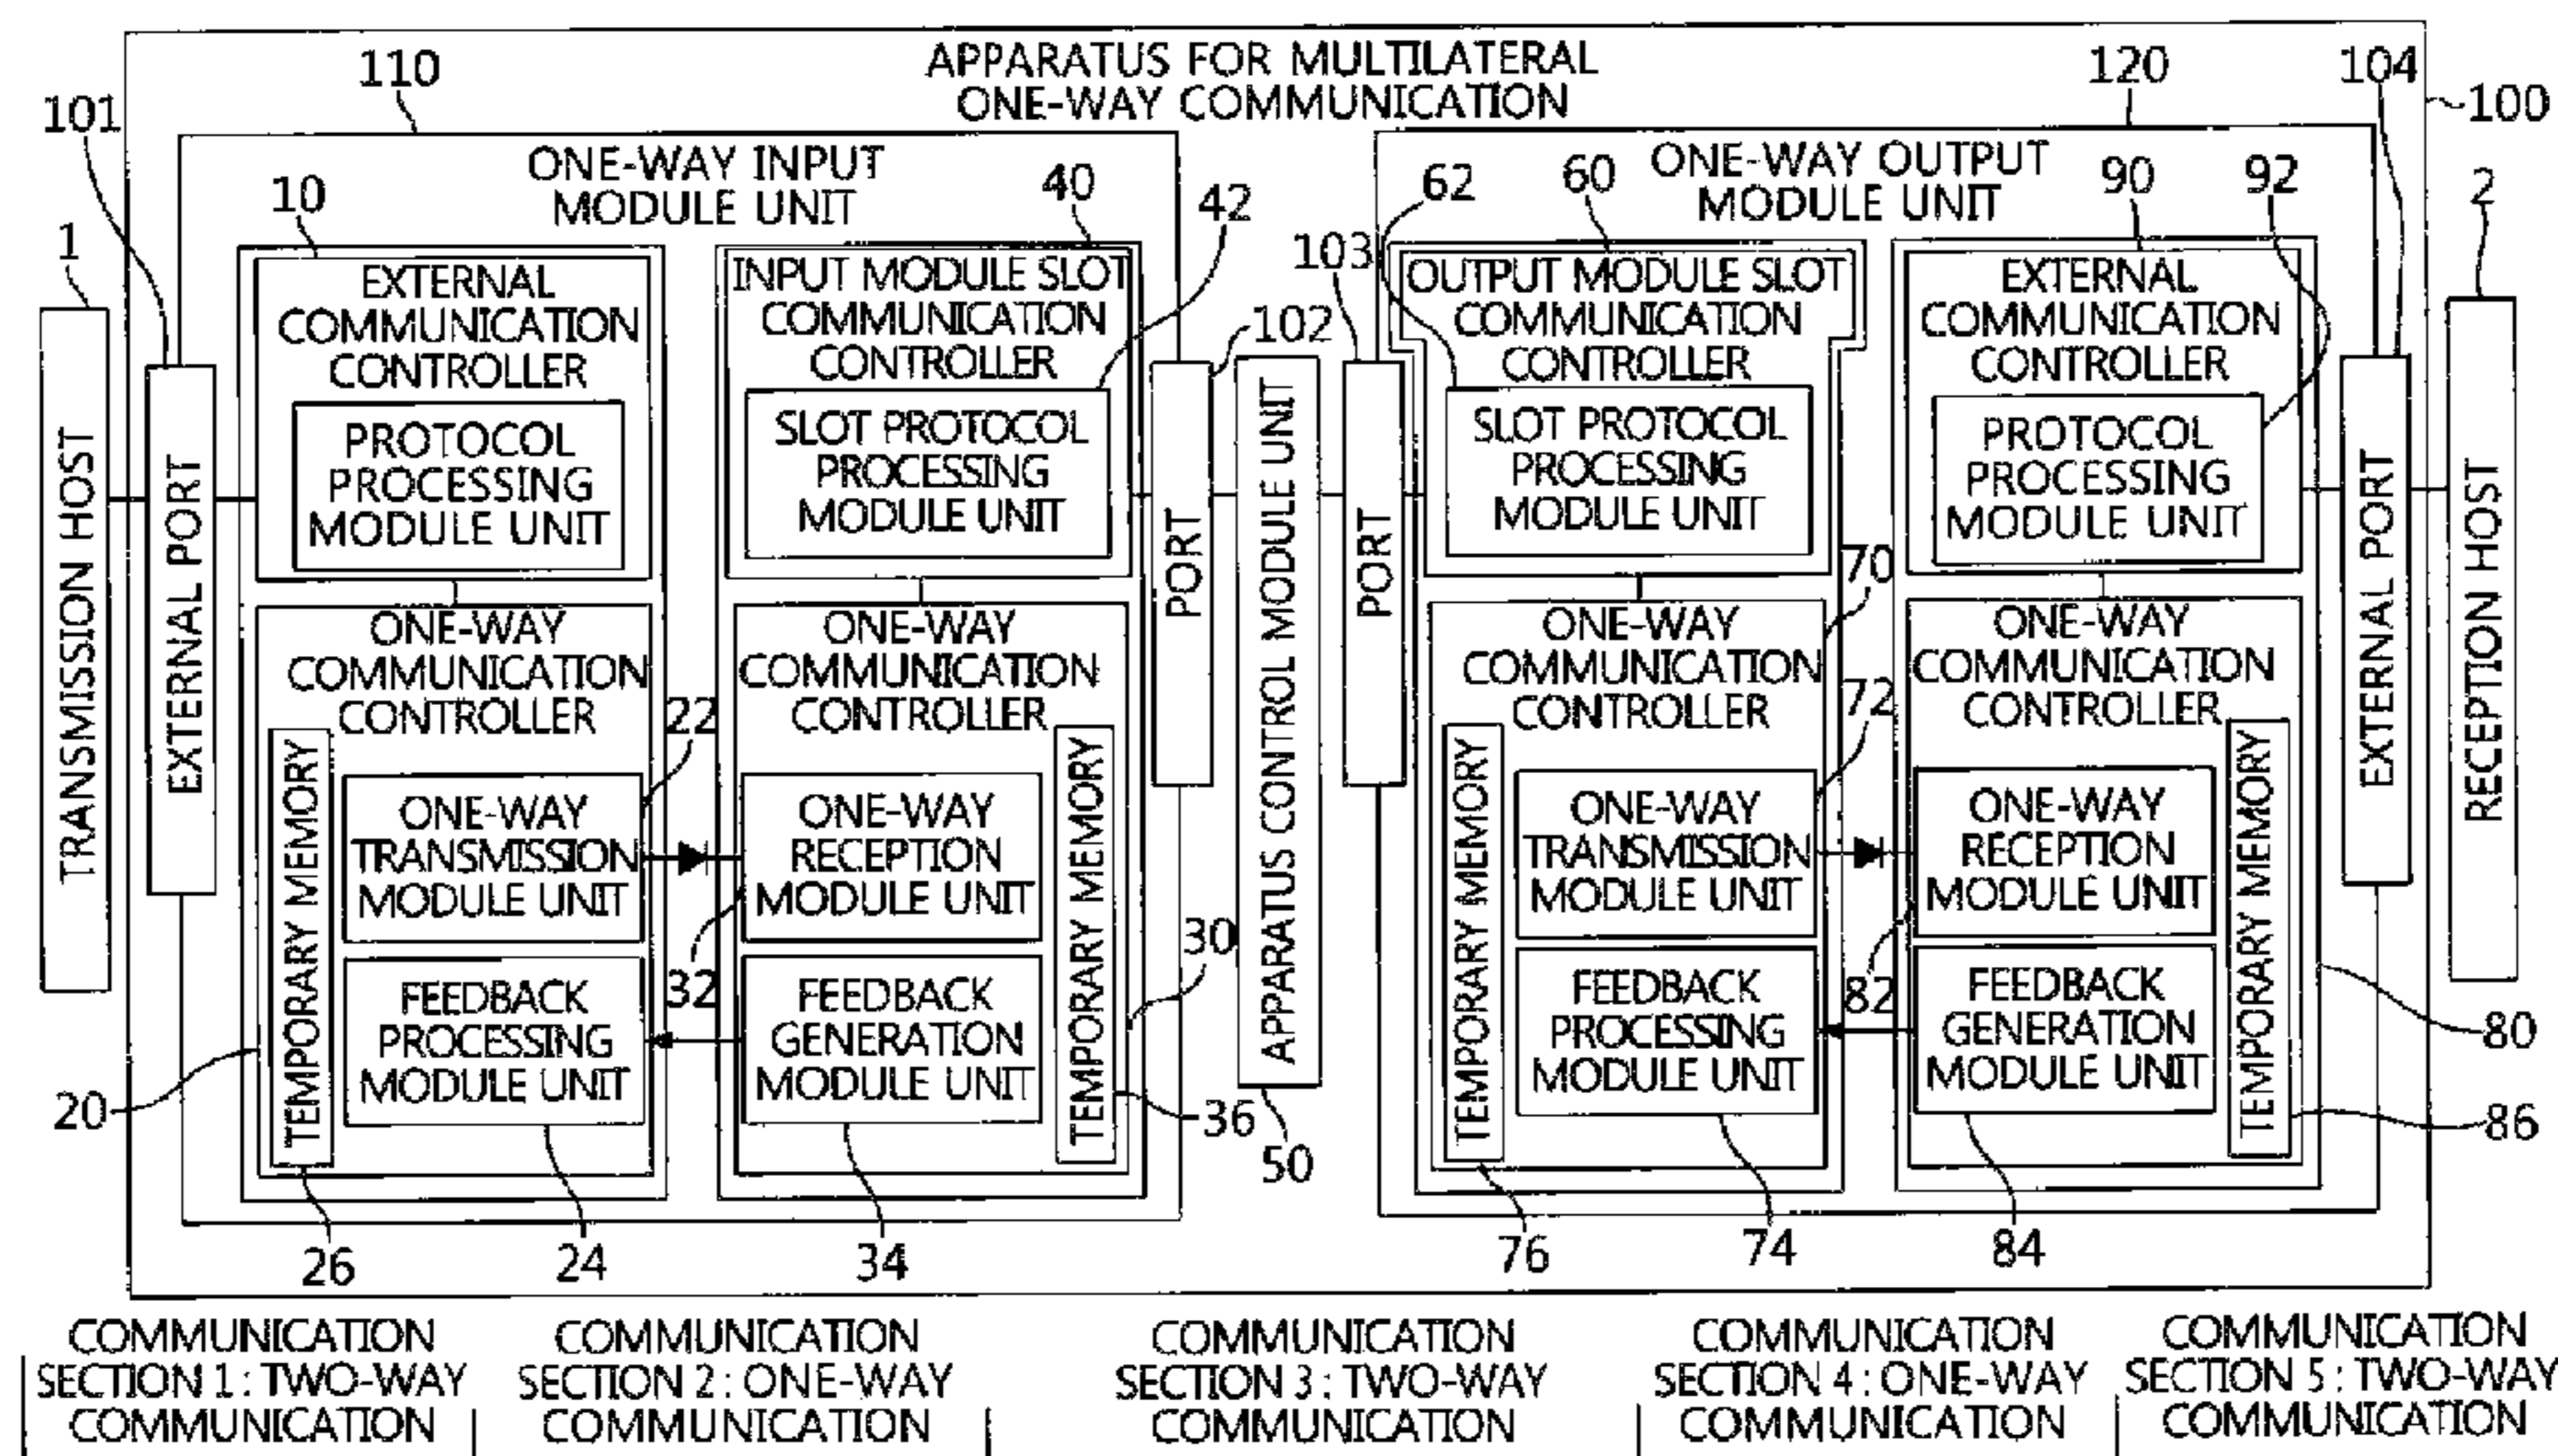 APPARATUS FOR MULTILATERAL
ONE-WAY COMMUNICATION
100
101
110
120
104
1
TRANSMISSION HOST
EXTERNAL PORT
ONE-WAY INPUT
MODULE UNIT
10
EXTERNAL
COMMUNICATION
CONTROLLER
PROTOCOL
PROCESSING
MODULE UNIT
ONE-WAY
COMMUNICATION
CONTROLLER
22
TEMPORARY MEMORY
ONE-WAY
TRANSMISSION
MODULE UNIT
FEEDBACK
PROCESSING
MODULE UNIT
20
26
24
40
42
INPUT MODULE SLOT
COMMUNICATION
CONTROLLER
SLOT PROTOCOL
PROCESSING
MODULE UNIT
ONE-WAY
COMMUNICATION
CONTROLLER
ONE-WAY
RECEPTION
MODULE UNIT
32
FEEDBACK
GENERATION
MODULE UNIT
TEMPORARY MEMORY
30
36
34
102
PORT
APPARATUS CONTROL MODULE UNIT
50
103
PORT
ONE-WAY OUTPUT
MODULE UNIT
62
60
OUTPUT MODULE SLOT
COMMUNICATION
CONTROLLER
SLOT PROTOCOL
PROCESSING
MODULE UNIT
70
ONE-WAY
COMMUNICATION
CONTROLLER
72
TEMPORARY MEMORY
ONE-WAY
TRANSMISSION
MODULE UNIT
FEEDBACK
PROCESSING
MODULE UNIT
76
74
90
92
EXTERNAL
COMMUNICATION
CONTROLLER
PROTOCOL
PROCESSING
MODULE UNIT
ONE-WAY
COMMUNICATION
CONTROLLER
ONE-WAY
RECEPTION
MODULE UNIT
82
FEEDBACK
GENERATION
MODULE UNIT
TEMPORARY MEMORY
80
86
84
EXTERNAL PORT
2
RECEPTION HOST
COMMUNICATION
SECTION 1 : TWO-WAY
COMMUNICATION
COMMUNICATION
SECTION 2 : ONE-WAY
COMMUNICATION
COMMUNICATION
SECTION 3 : TWO-WAY
COMMUNICATION
COMMUNICATION
SECTION 4 : ONE-WAY
COMMUNICATION
COMMUNICATION
SECTION 5 : TWO-WAY
COMMUNICATION